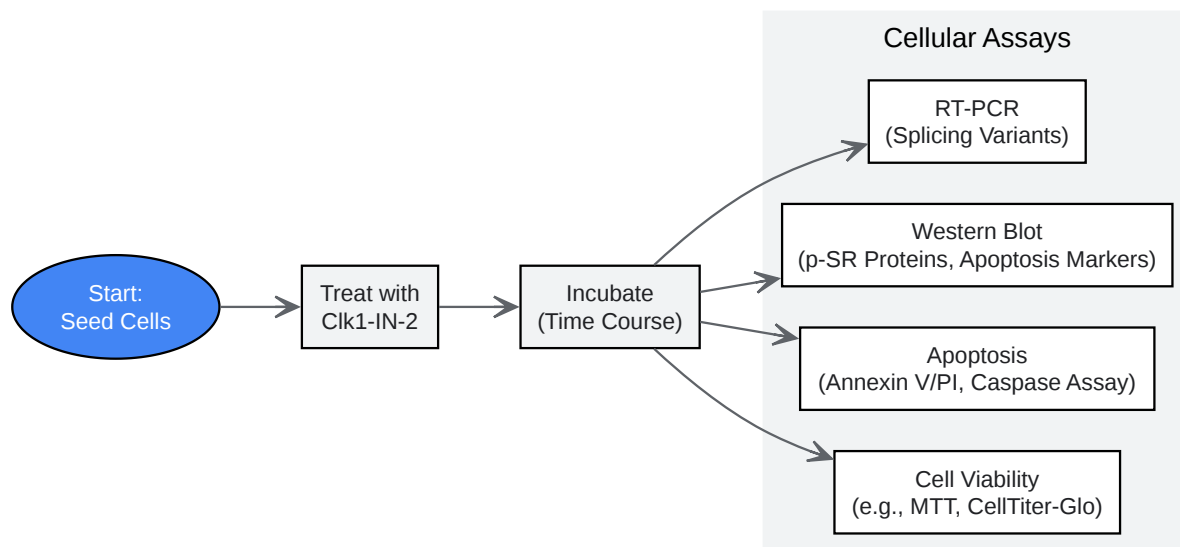 Cellular Assays
RT-PCR
(Splicing Variants)
Western Blot
(p-SR Proteins, Apoptosis Markers)
Start:
Seed Cells
Treat with
Clk1-IN-2
Incubate
(Time Course)
Apoptosis
(Annexin V/PI, Caspase Assay)
Cell Viability
(e.g., MTT, CellTiter-Glo)